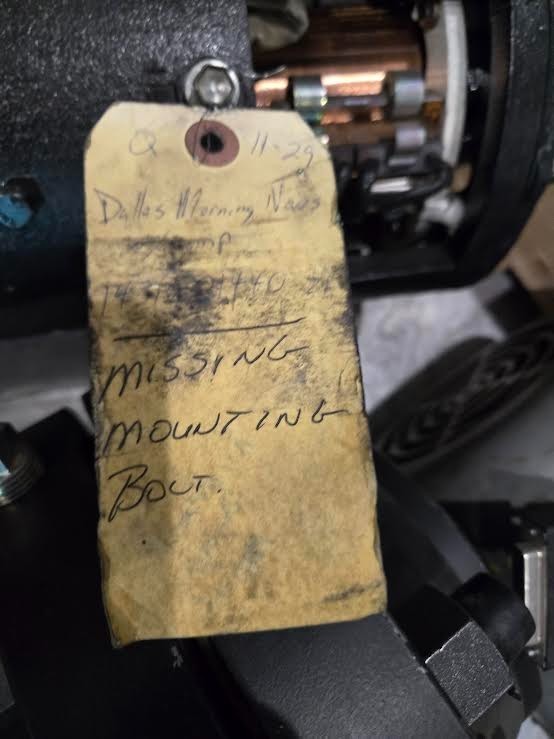 Q 11-29
Dallas Morning News
MISSING
MOUNTING
BOLT.